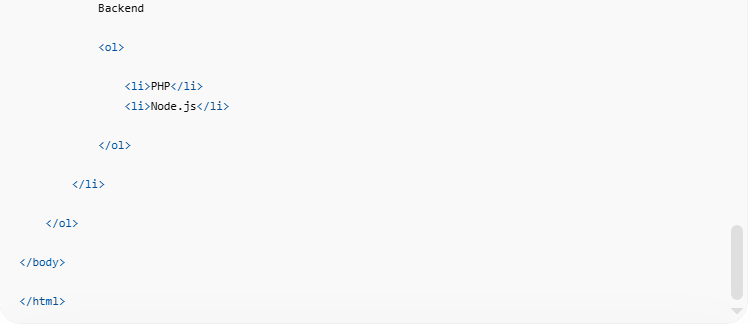 Backend
<ol>
<li>PHP</li>
<li>Node.js</li>
</ol>
</li>
</ol>
</body>
</html>